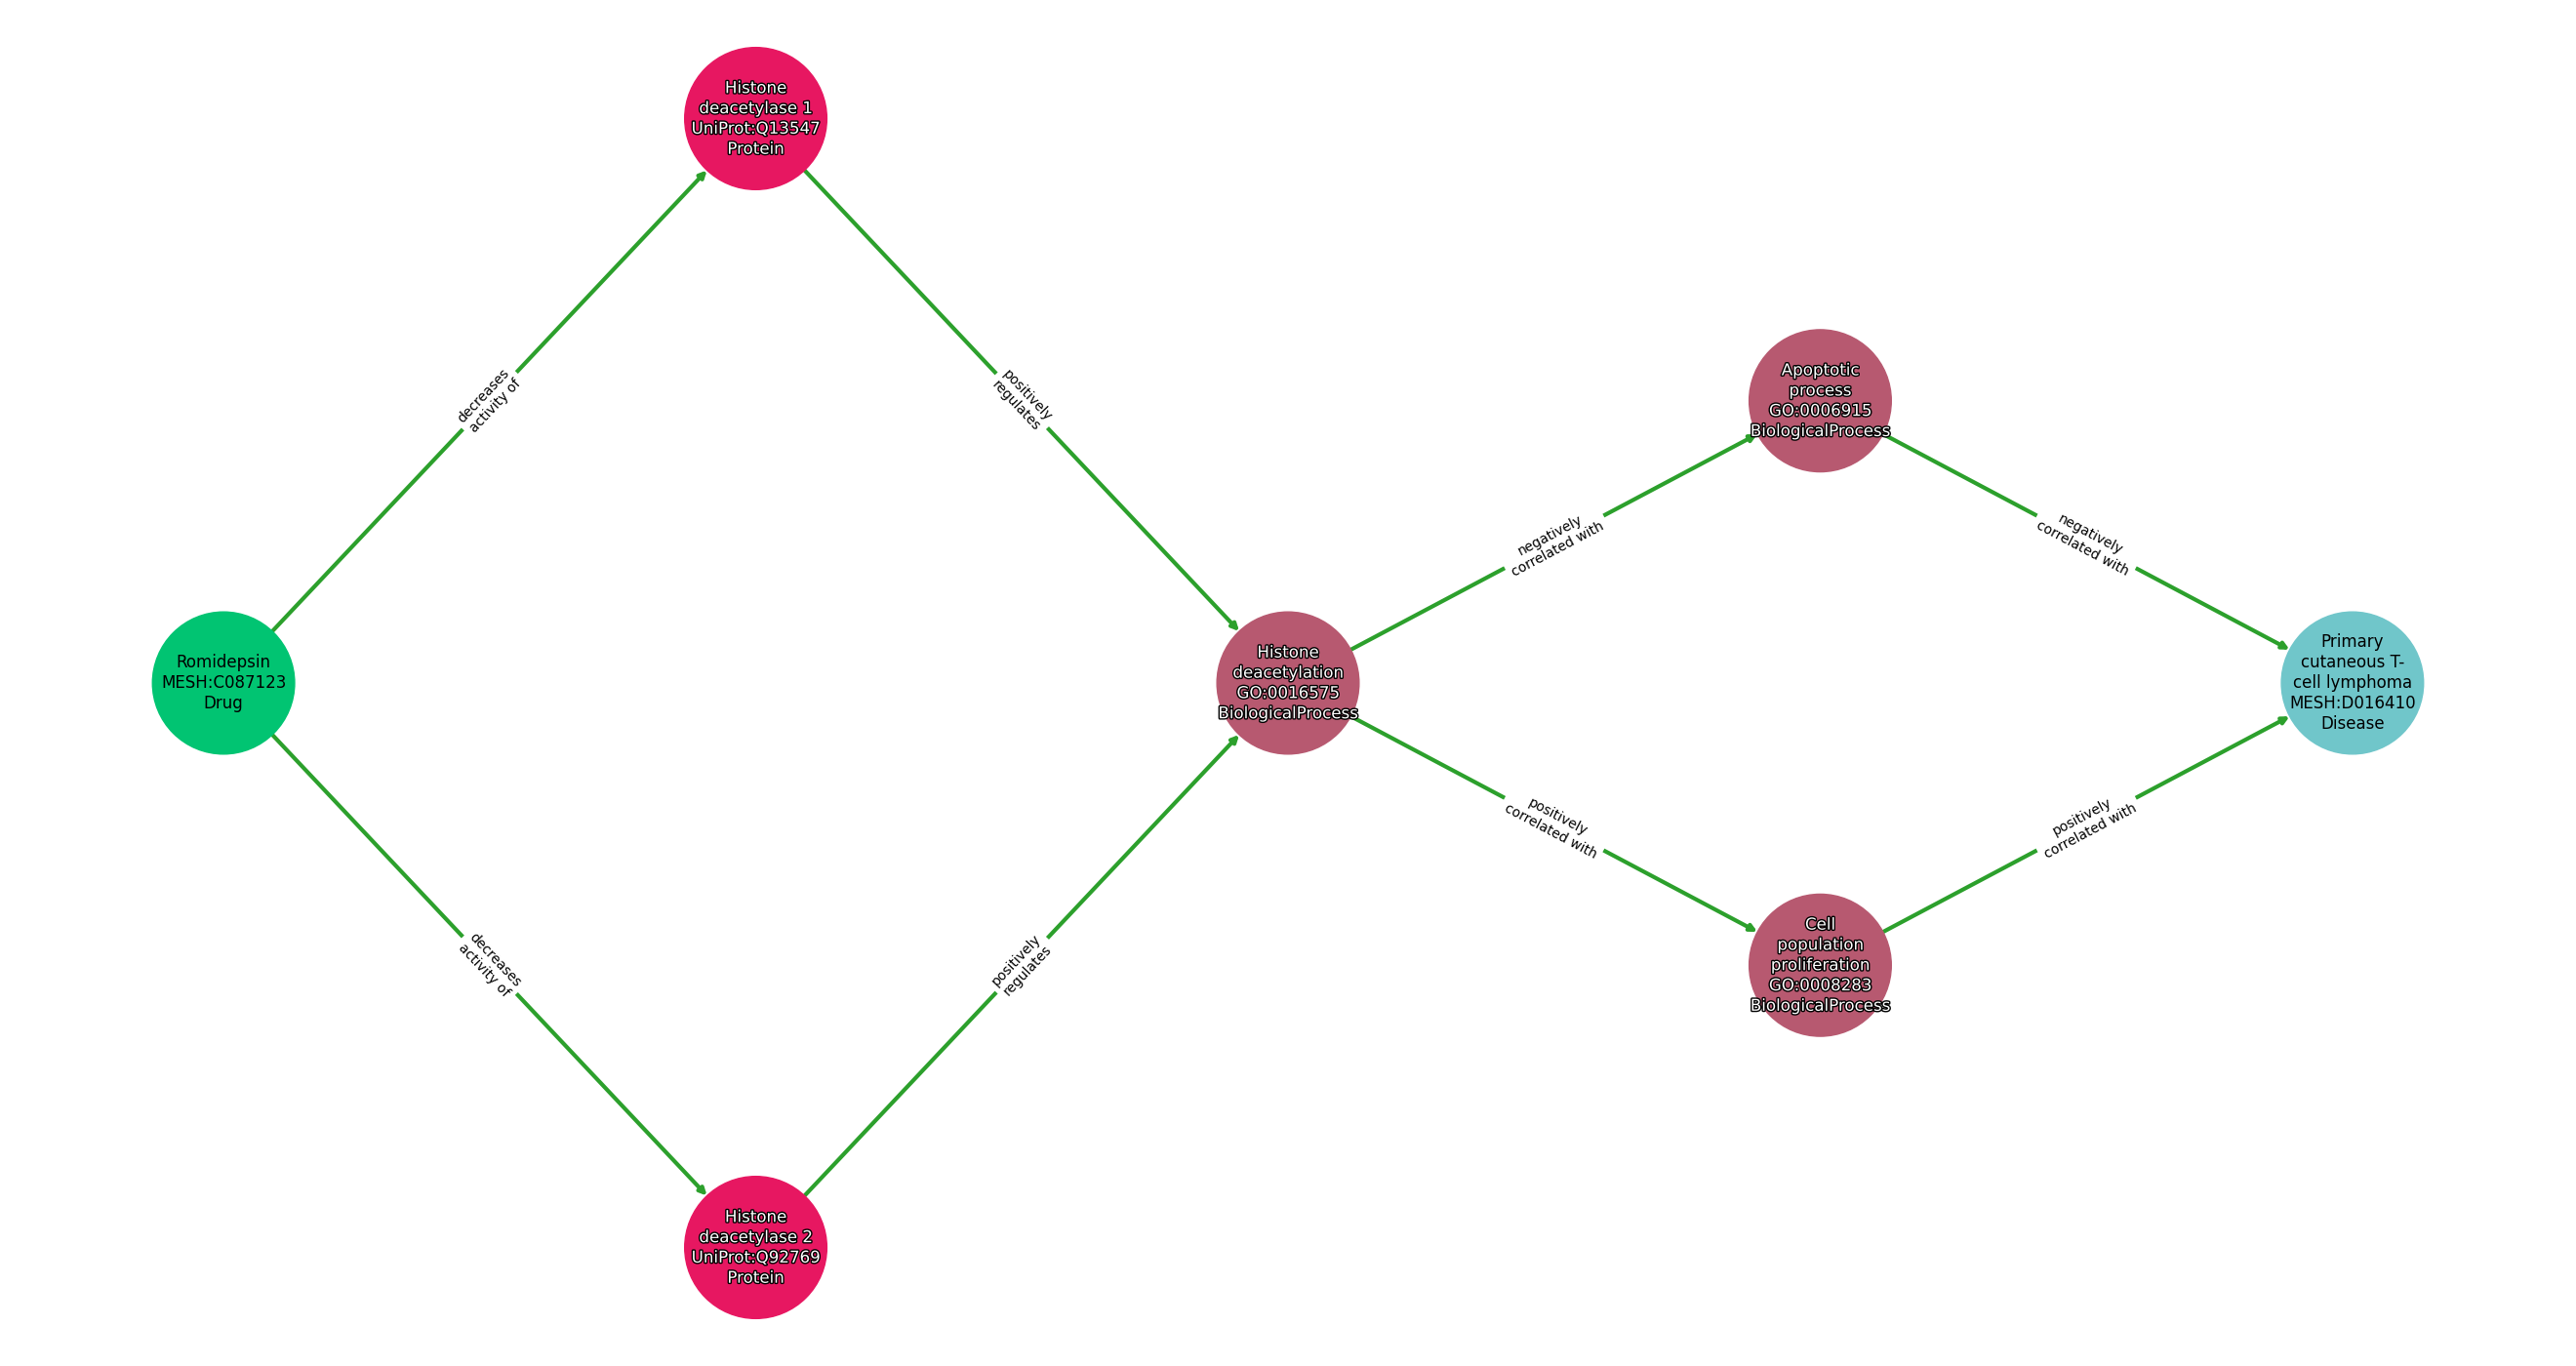 Histone
deacetylase 1
UniProt:Q13547
Protein
decreases
activity of
positively
regulates
Apoptotic
process
GO:0006915
BiologicalProcess
negatively
correlated with
negatively
correlated with
Romidepsin
MESH:C087123
Drug
Histone
deacetylation
GO:0016575
BiologicalProcess
Primary
cutaneous T-
cell lymphoma
MESH:D016410
Disease
positively
correlated with
positively
correlated with
Cell
population
proliferation
GO:0008283
BiologicalProcess
decreases
activity of
positively
regulates
Histone
deacetylase 2
UniProt:Q92769
Protein